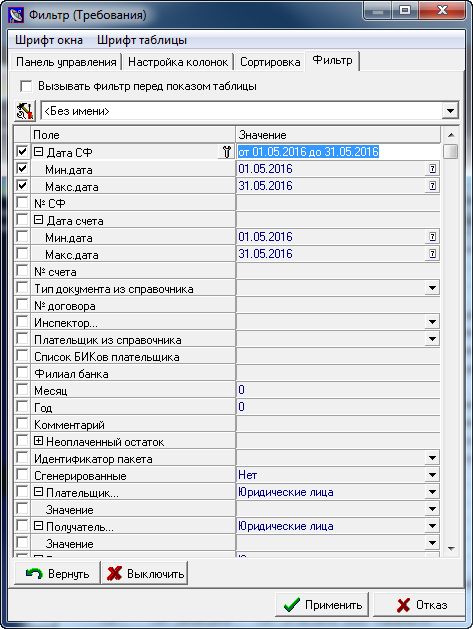 Фильтр (Требования)
Шрифт окна Шрифт таблицы
Панель управления Настройка колонок Сортировка Фильтр
Вызывать фильтр перед показом таблицы
<Без имени>
Поле Значение
Дата СФ от 01.05.2016 до 31.05.2016
Мин.дата 01.05.2016
Макс.дата 31.05.2016
№ СФ
Дата счета
Мин.дата 01.05.2016
Макс.дата 31.05.2016
№ счета
Тип документа из справочника
№ договора
Инспектор...
Плательщик из справочника
Список БИКов плательщика
Филиал банка
Месяц 0
Год 0
Комментарий
Неоплаченный остаток
Идентификатор пакета
Сгенерированные Нет
Плательщик... Юридические лица
Значение
Получатель... Юридические лица
Значение
Вернуть Выключить
Применить Отказ